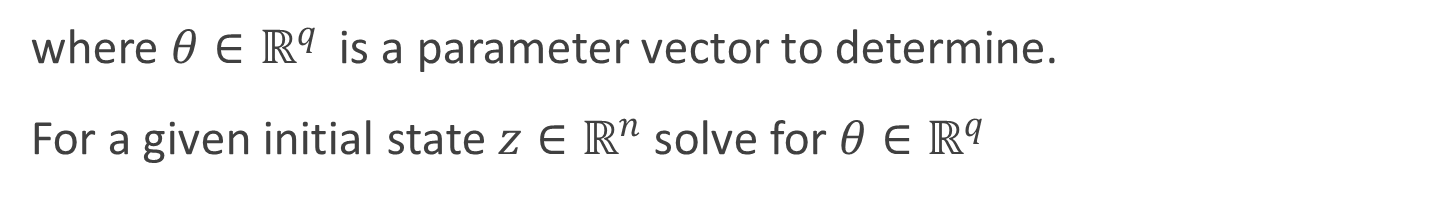 where θ ∈ ℝ^q is a parameter vector to determine.
For a given initial state z ∈ ℝ^n solve for θ ∈ ℝ^q